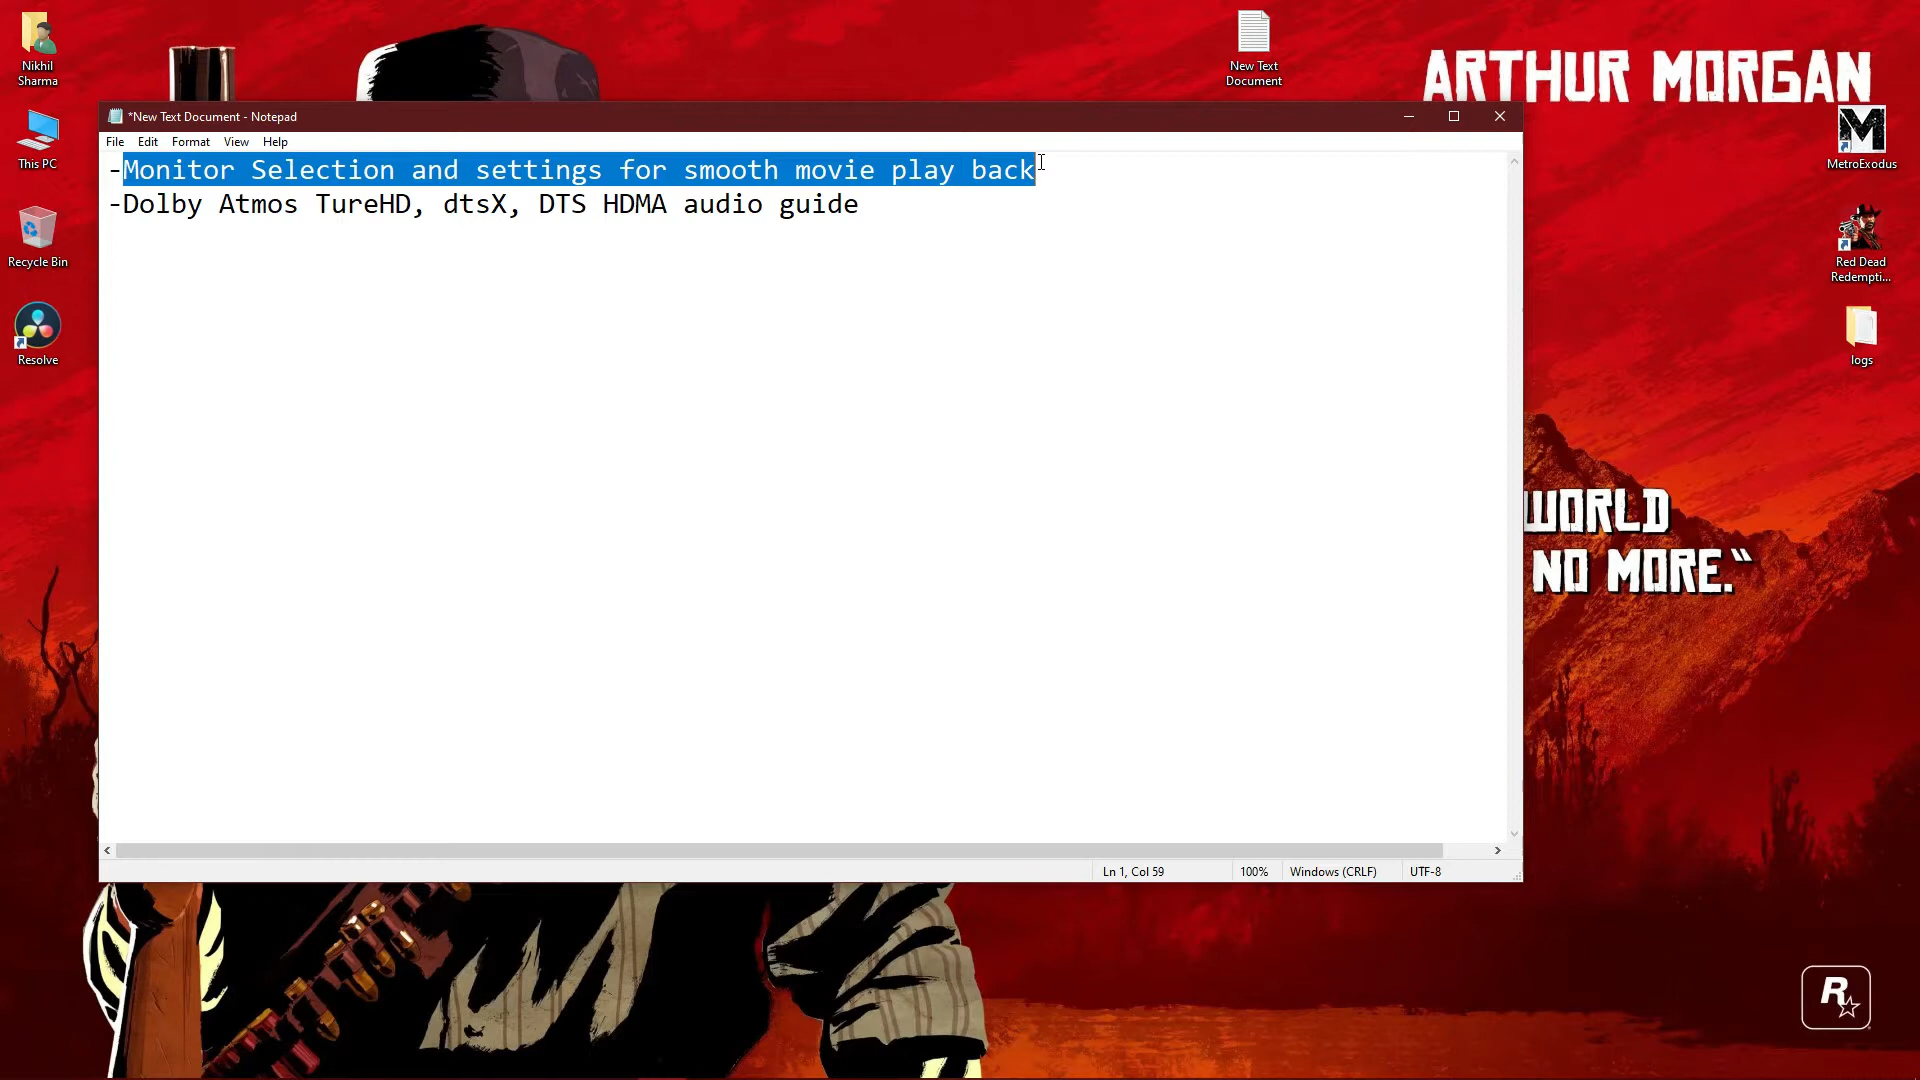 Nikhil
Sharma
This PC
Recycle Bin
Resolve
New Text
Document
ARTHUR MORGAN
MetroExodus
Red Dead
Redempti...
logs
*New Text Document - Notepad
File Edit Format View Help
-Monitor Selection and settings for smooth movie play back
-Dolby Atmos TureHD, dtsX, DTS HDMA audio guide
WORLD
NO MORE.“
Ln 1, Col 59 100% Windows (CRLF) UTF-8
R